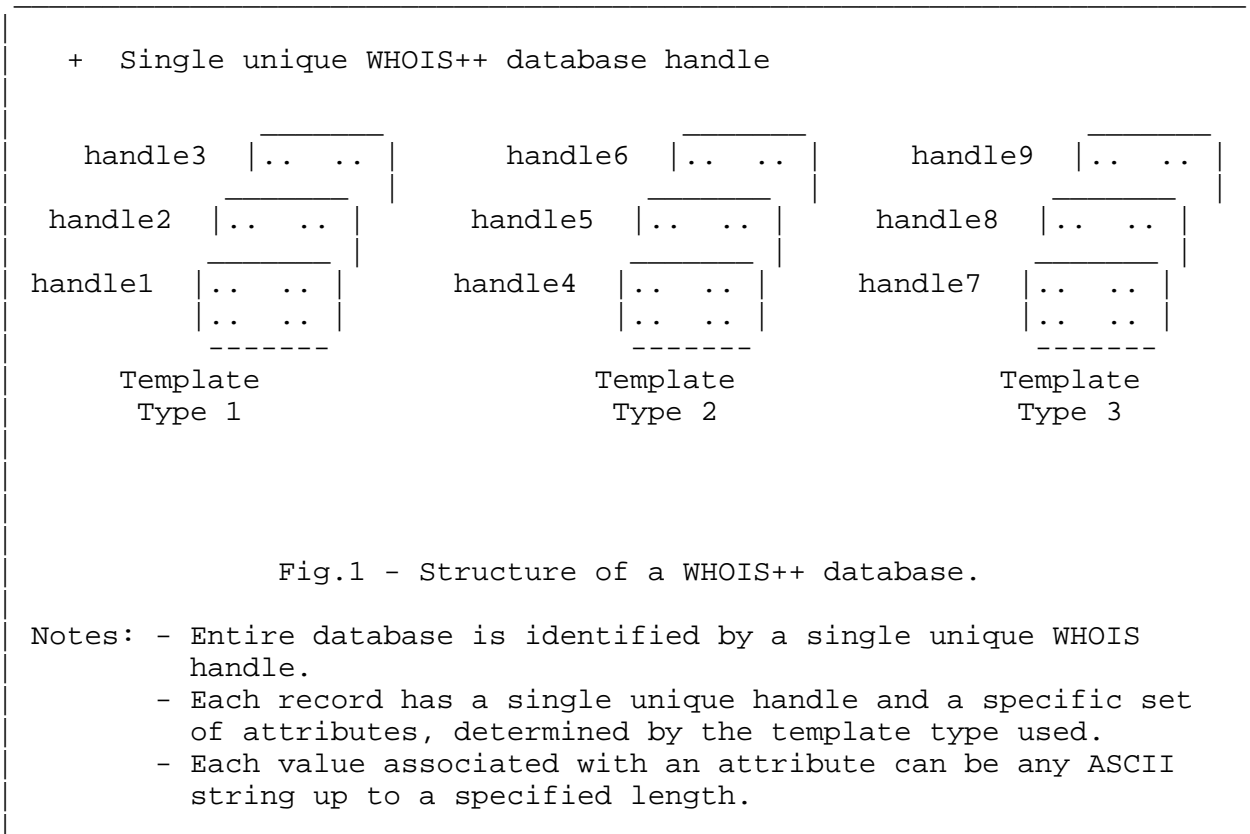 + Single unique WHOIS++ database handle
handle3 |.. .. | handle6 |.. .. | handle9 |.. .. |
handle2 |.. .. | handle5 |.. .. | handle8 |.. .. |
handle1 |.. .. | handle4 |.. .. | handle7 |.. .. |
|.. .. | |.. .. | |.. .. |
------- ------- -------
Template Template Template
Type 1 Type 2 Type 3
Fig.1 - Structure of a WHOIS++ database.
Notes: - Entire database is identified by a single unique WHOIS
handle.
- Each record has a single unique handle and a specific set
of attributes, determined by the template type used.
- Each value associated with an attribute can be any ASCII
string up to a specified length.